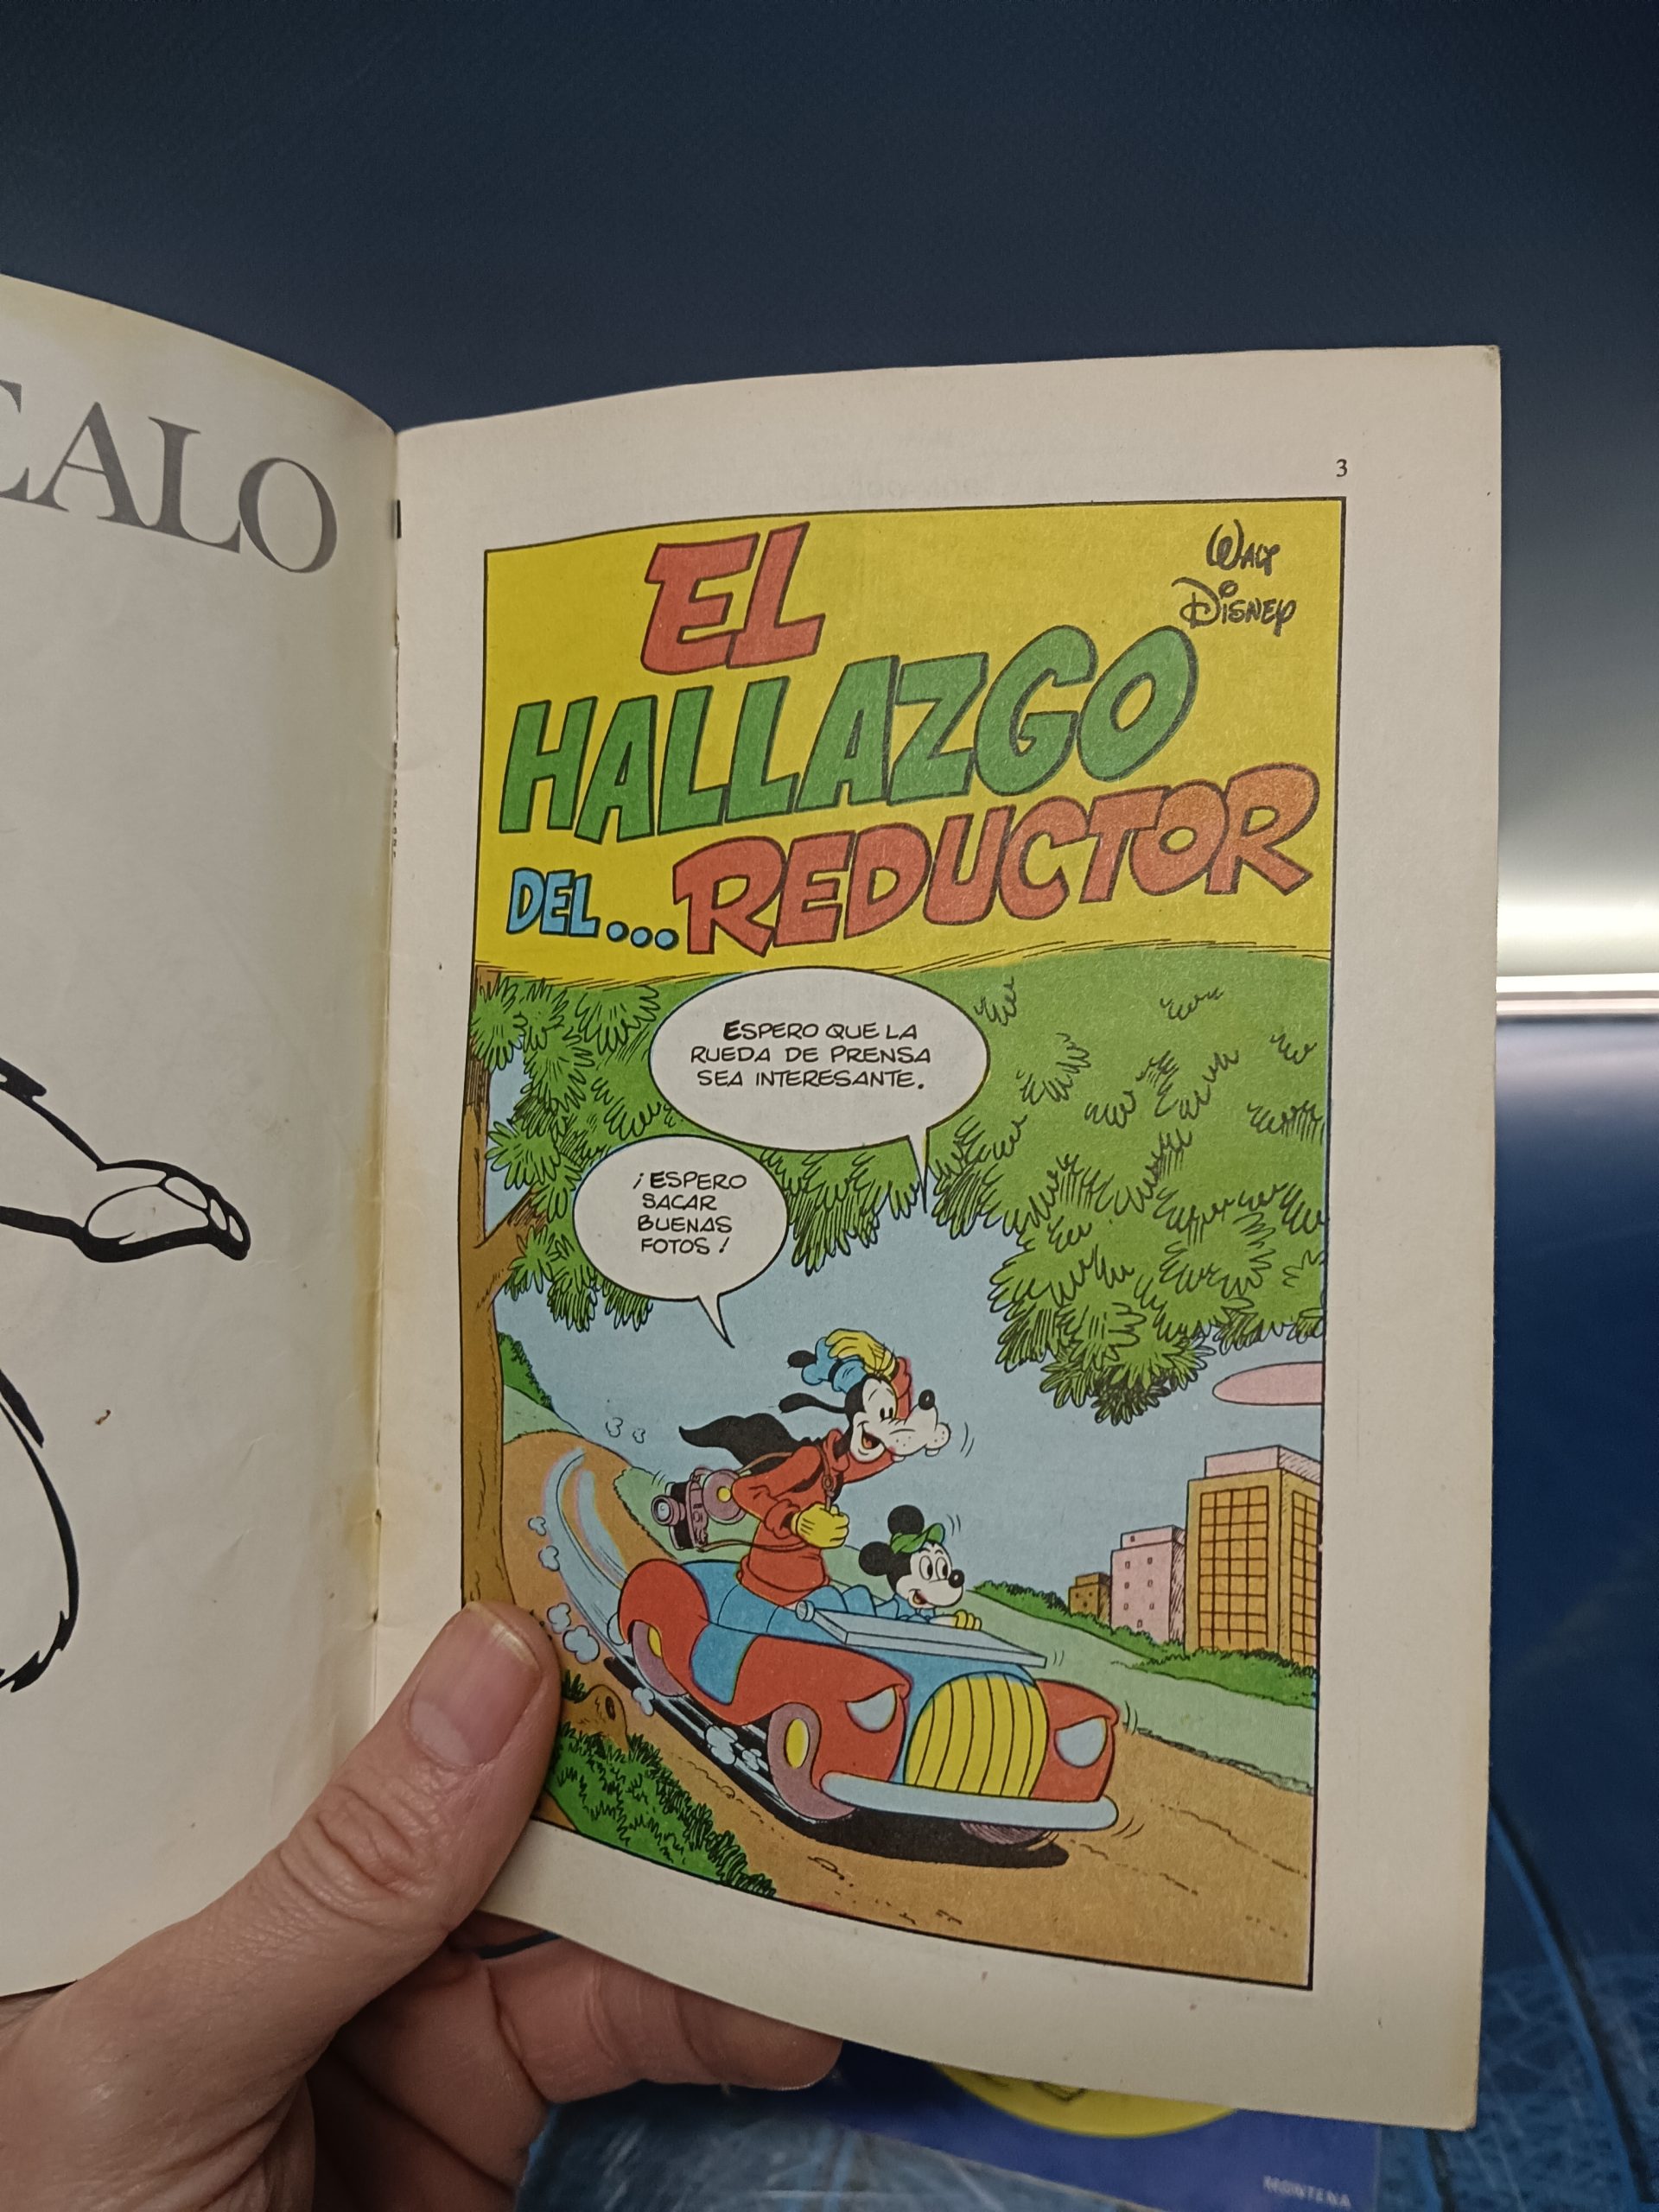 3
EL
HALLAZGO
DEL...REDUCTOR
WALT
DISNEY
ESPERO QUE LA
RUEDA DE PRENSA
SEA INTERESANTE.
¡ESPERO
SACAR
BUENAS
FOTOS!
MONTENA